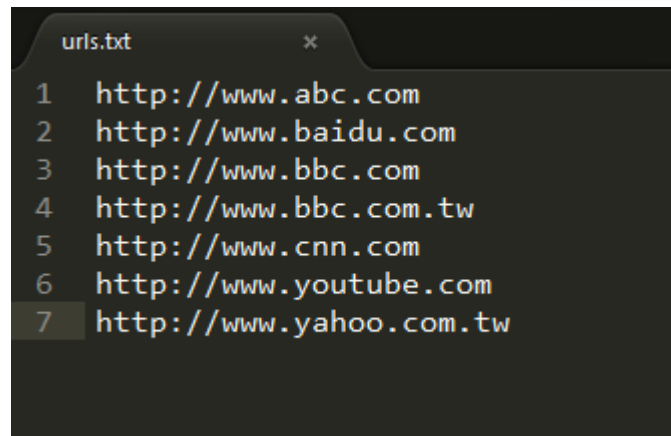 urls.txt ×
1 http://www.abc.com
2 http://www.baidu.com
3 http://www.bbc.com
4 http://www.bbc.com.tw
5 http://www.cnn.com
6 http://www.youtube.com
7 http://www.yahoo.com.tw